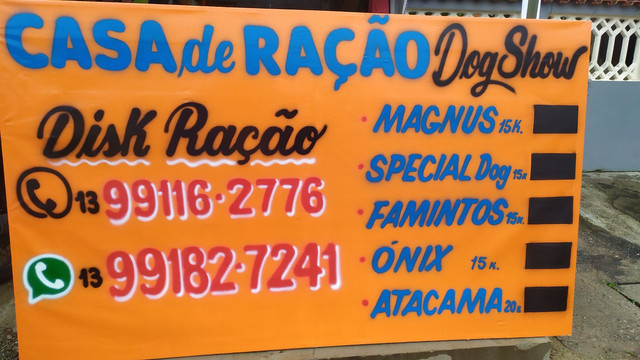 CASA de RAÇÃO Dog Show
Disk Ração
13 99116-2776
13 99182-7241
• MAGNUS 15K.
• SPECIAL Dog 15K
• FAMINTOS 15K.
• ÓNIX 15K.
• ATACAMA 20K